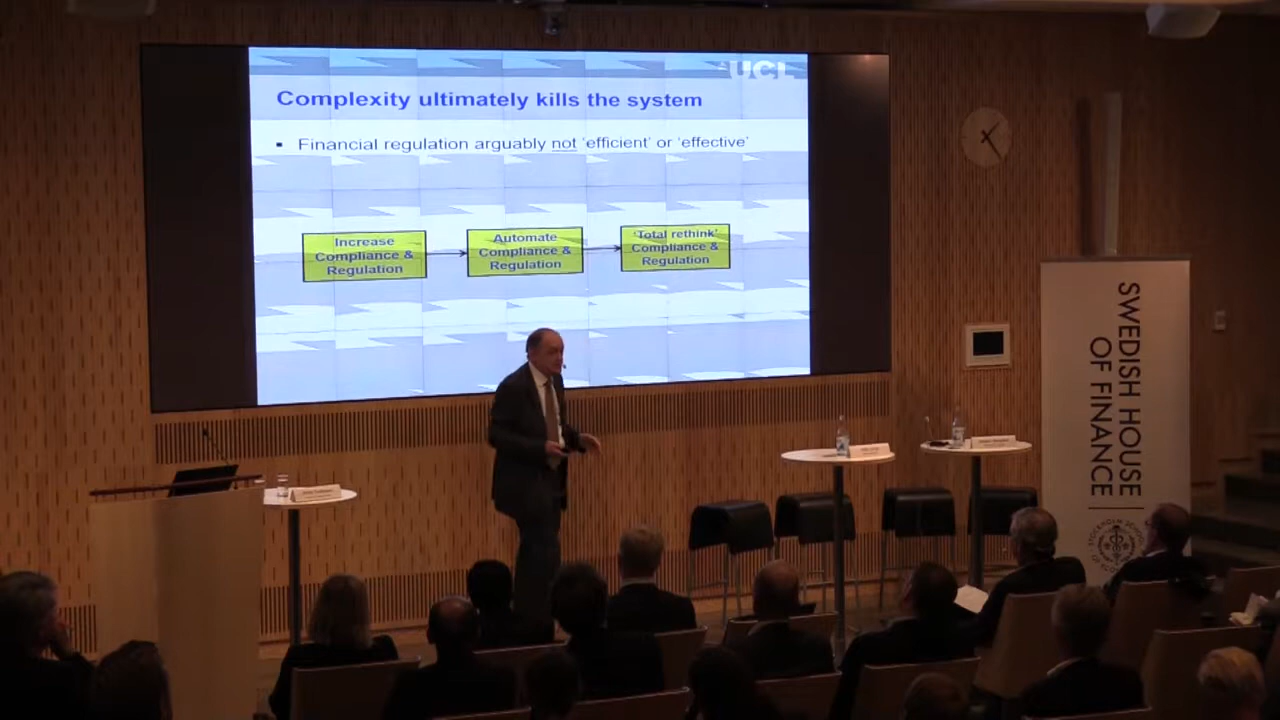 UCL
Complexity ultimately kills the system
▪ Financial regulation arguably not ‘efficient’ or ‘effective’
Increase
Compliance &
Regulation
Automate
Compliance &
Regulation
‘Total rethink’
Compliance &
Regulation
SWEDISH HOUSE
OF FINANCE